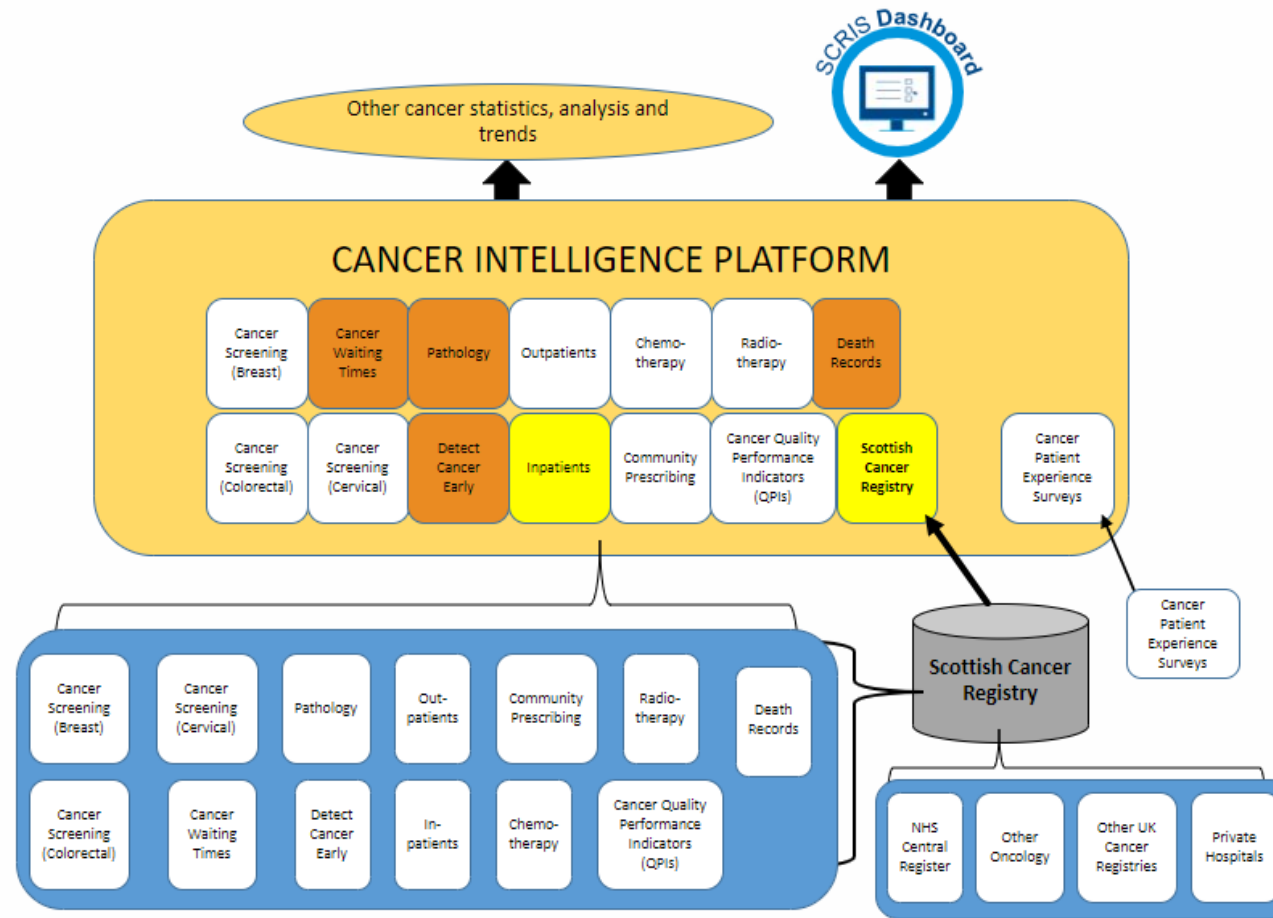 SCRIS Dashboard
Other cancer statistics, analysis and
trends
CANCER INTELLIGENCE PLATFORM
Cancer
Screening
(Breast)
Cancer
Waiting
Times
Pathology
Outpatients
Chemo-
therapy
Radio-
therapy
Death
Records
Cancer
Screening
(Colorectal)
Cancer
Screening
(Cervical)
Detect
Cancer
Early
Inpatients
Community
Prescribing
Cancer Quality
Performance
Indicators
(QPIs)
Scottish
Cancer
Registry
Cancer
Patient
Experience
Surveys
Cancer
Patient
Experience
Surveys
Scottish Cancer
Registry
Cancer
Screening
(Breast)
Cancer
Screening
(Cervical)
Pathology
Out-
patients
Community
Prescribing
Radio-
therapy
Death
Records
Cancer
Screening
(Colorectal)
Cancer
Waiting
Times
Detect
Cancer
Early
In-
patients
Chemo-
therapy
Cancer Quality
Performance
Indicators
(QPIs)
NHS
Central
Register
Other
Oncology
Other UK
Cancer
Registries
Private
Hospitals